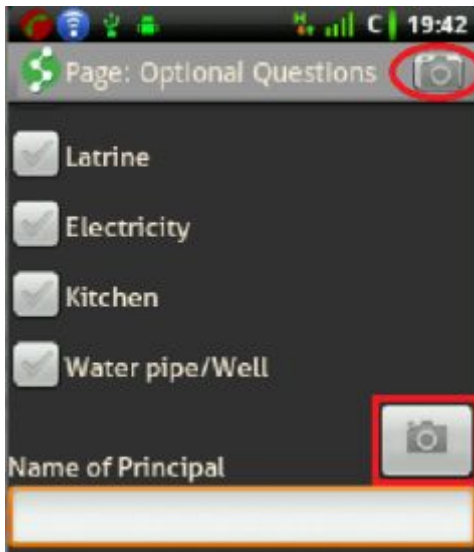 H C 19:42
Page: Optional Questions
Latrine
Electricity
Kitchen
Water pipe/Well
Name of Principal